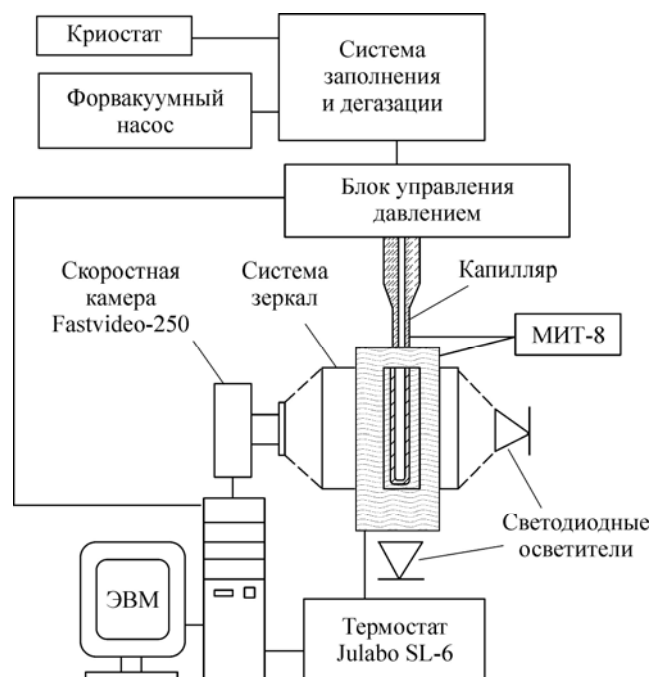 Криостат
Система
заполнения
и дегазации
Форвакуумный
насос
Блок управления
давлением
Скоростная
камера
Fastvideo-250
Система
зеркал
Капилляр
МИТ-8
Светодиодные
осветители
ЭВМ
Термостат
Julabo SL-6